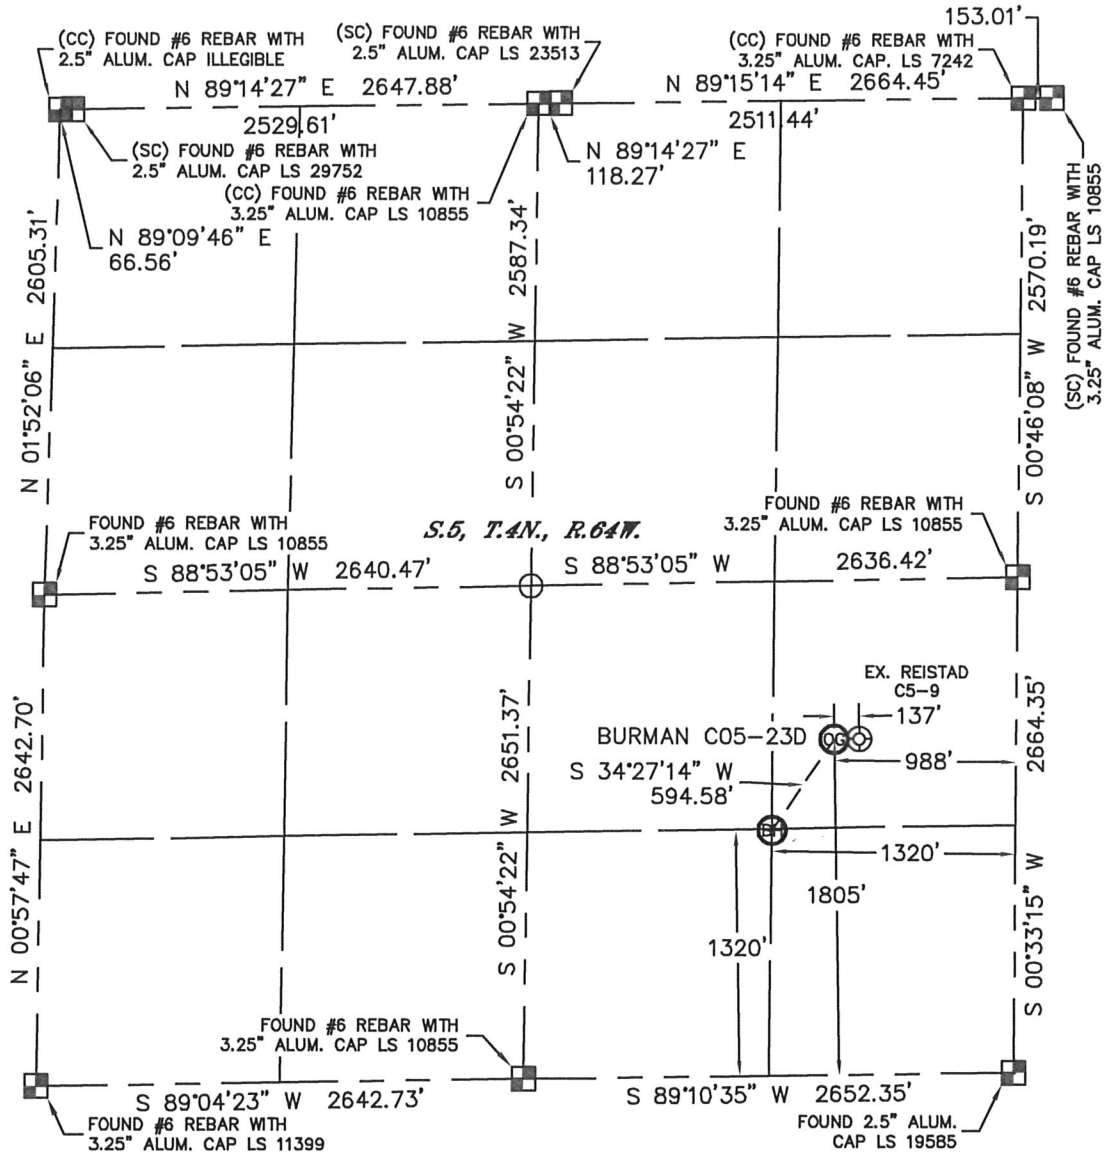 153.01'
(CC) FOUND #6 REBAR WITH
2.5" ALUM. CAP ILLEGIBLE
(SC) FOUND #6 REBAR WITH
2.5" ALUM. CAP LS 23513
(CC) FOUND #6 REBAR WITH
3.25" ALUM. CAP. LS 7242
N 89°14'27" E 2647.88'
N 89°15'14" E 2664.45'
2529.61'
2511.44'
(SC) FOUND #6 REBAR WITH
2.5" ALUM. CAP LS 29752
N 89°14'27" E
118.27'
(CC) FOUND #6 REBAR WITH
3.25" ALUM. CAP LS 10855
N 89°09'46" E
66.56'
(SC) FOUND #6 REBAR WITH
3.25" ALUM. CAP LS 10855
N 01°52'06" E 2605.31'
S 00°54'22" W 2587.34'
S 00°46'08" W 2570.19'
FOUND #6 REBAR WITH
3.25" ALUM. CAP LS 10855
S.5, T.4N., R.64W.
FOUND #6 REBAR WITH
3.25" ALUM. CAP LS 10855
S 88°53'05" W 2640.47'
S 88°53'05" W 2636.42'
EX. REISTAD
C5-9
137'
BURMAN C05-23D
OG
988'
S 34°27'14" W
594.58'
BH
1320'
1805'
1320'
N 00°57'47" E 2642.70'
S 00°54'22" W 2651.37'
S 00°33'15" W 2664.35'
FOUND #6 REBAR WITH
3.25" ALUM. CAP LS 10855
S 89°04'23" W 2642.73'
S 89°10'35" W 2652.35'
FOUND #6 REBAR WITH
3.25" ALUM. CAP LS 11399
FOUND 2.5" ALUM.
CAP LS 19585